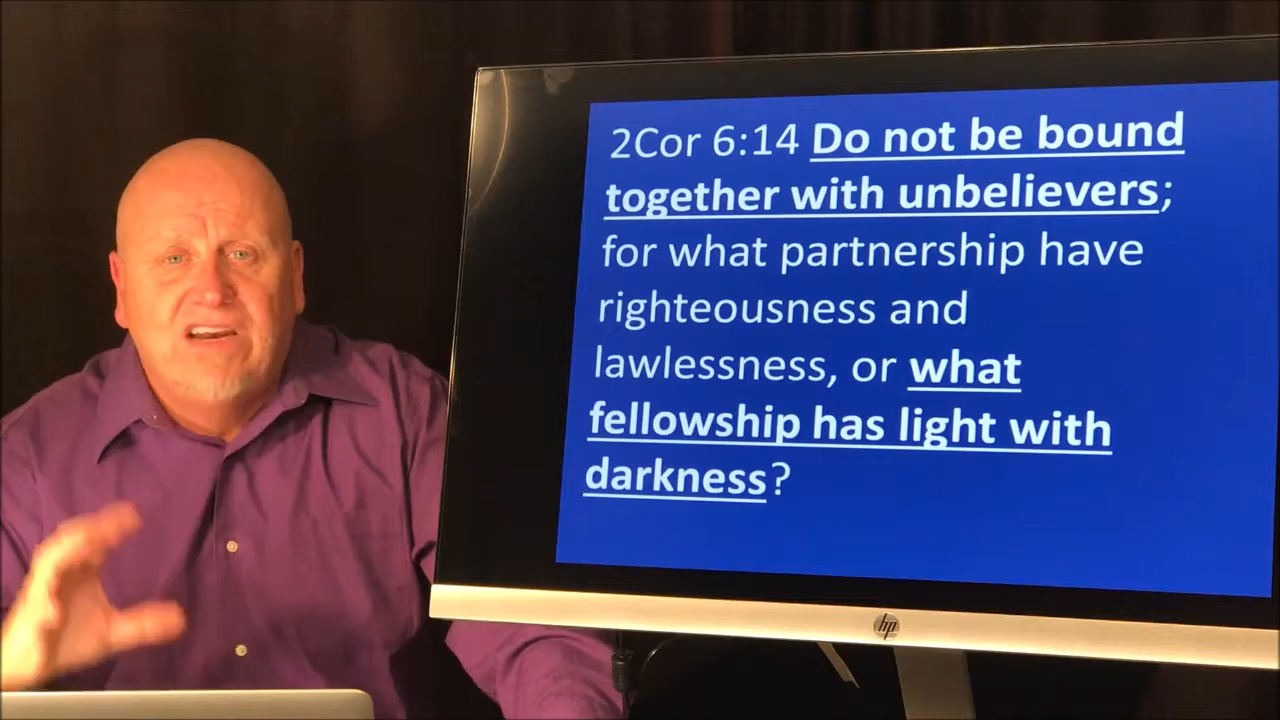 2Cor 6:14 Do not be bound
together with unbelievers;
for what partnership have
righteousness and
lawlessness, or what
fellowship has light with
darkness?
hp